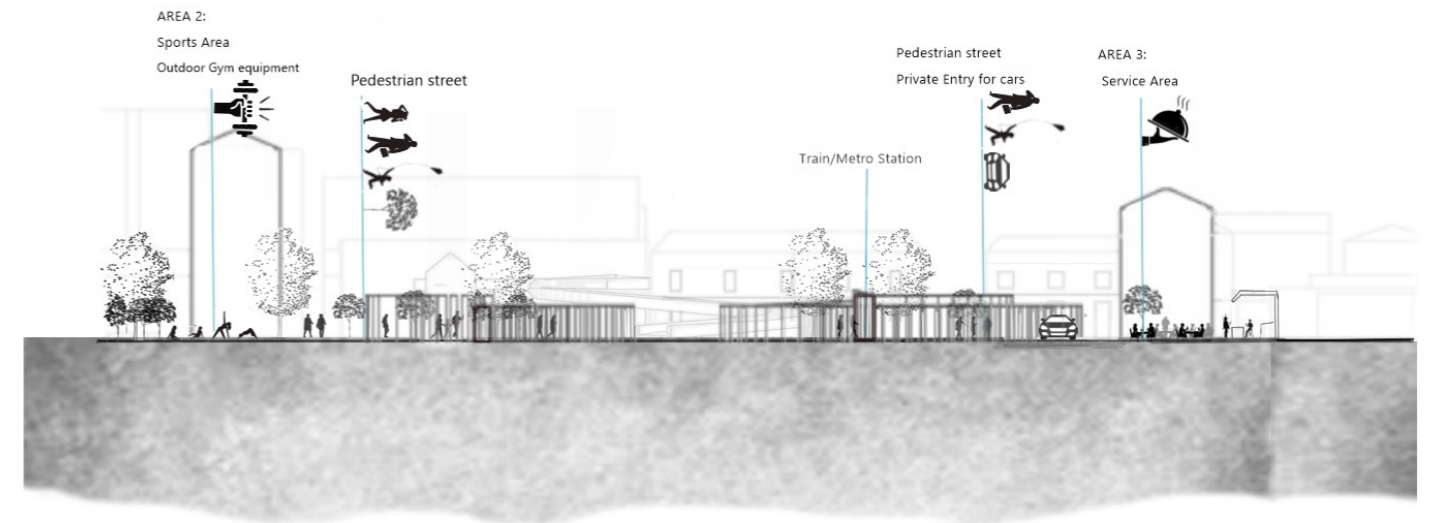 AREA 2:
Sports Area
Outdoor Gym equipment
Pedestrian street
Train/Metro Station
Pedestrian street
Private Entry for cars
AREA 3:
Service Area